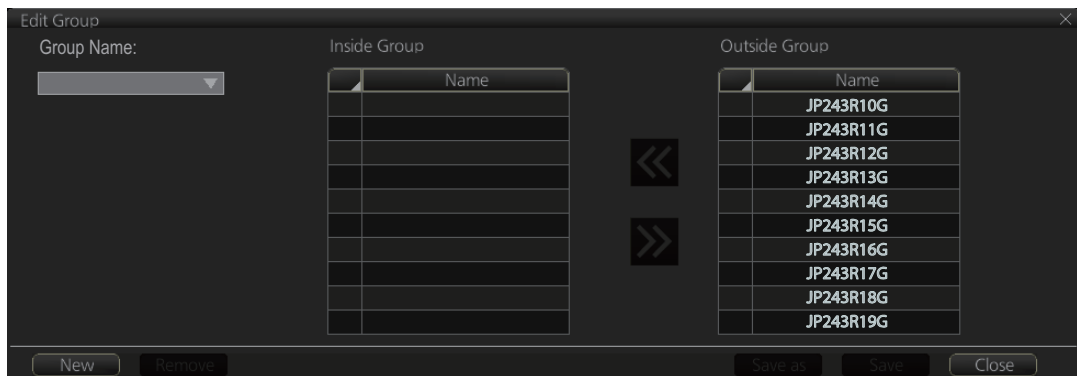 Edit Group
Group Name:
Inside Group
Outside Group
Name
Name
JP243R10G
JP243R11G
JP243R12G
JP243R13G
JP243R14G
JP243R15G
JP243R16G
JP243R17G
JP243R18G
JP243R19G
New
Remove
Save as
Save
Close